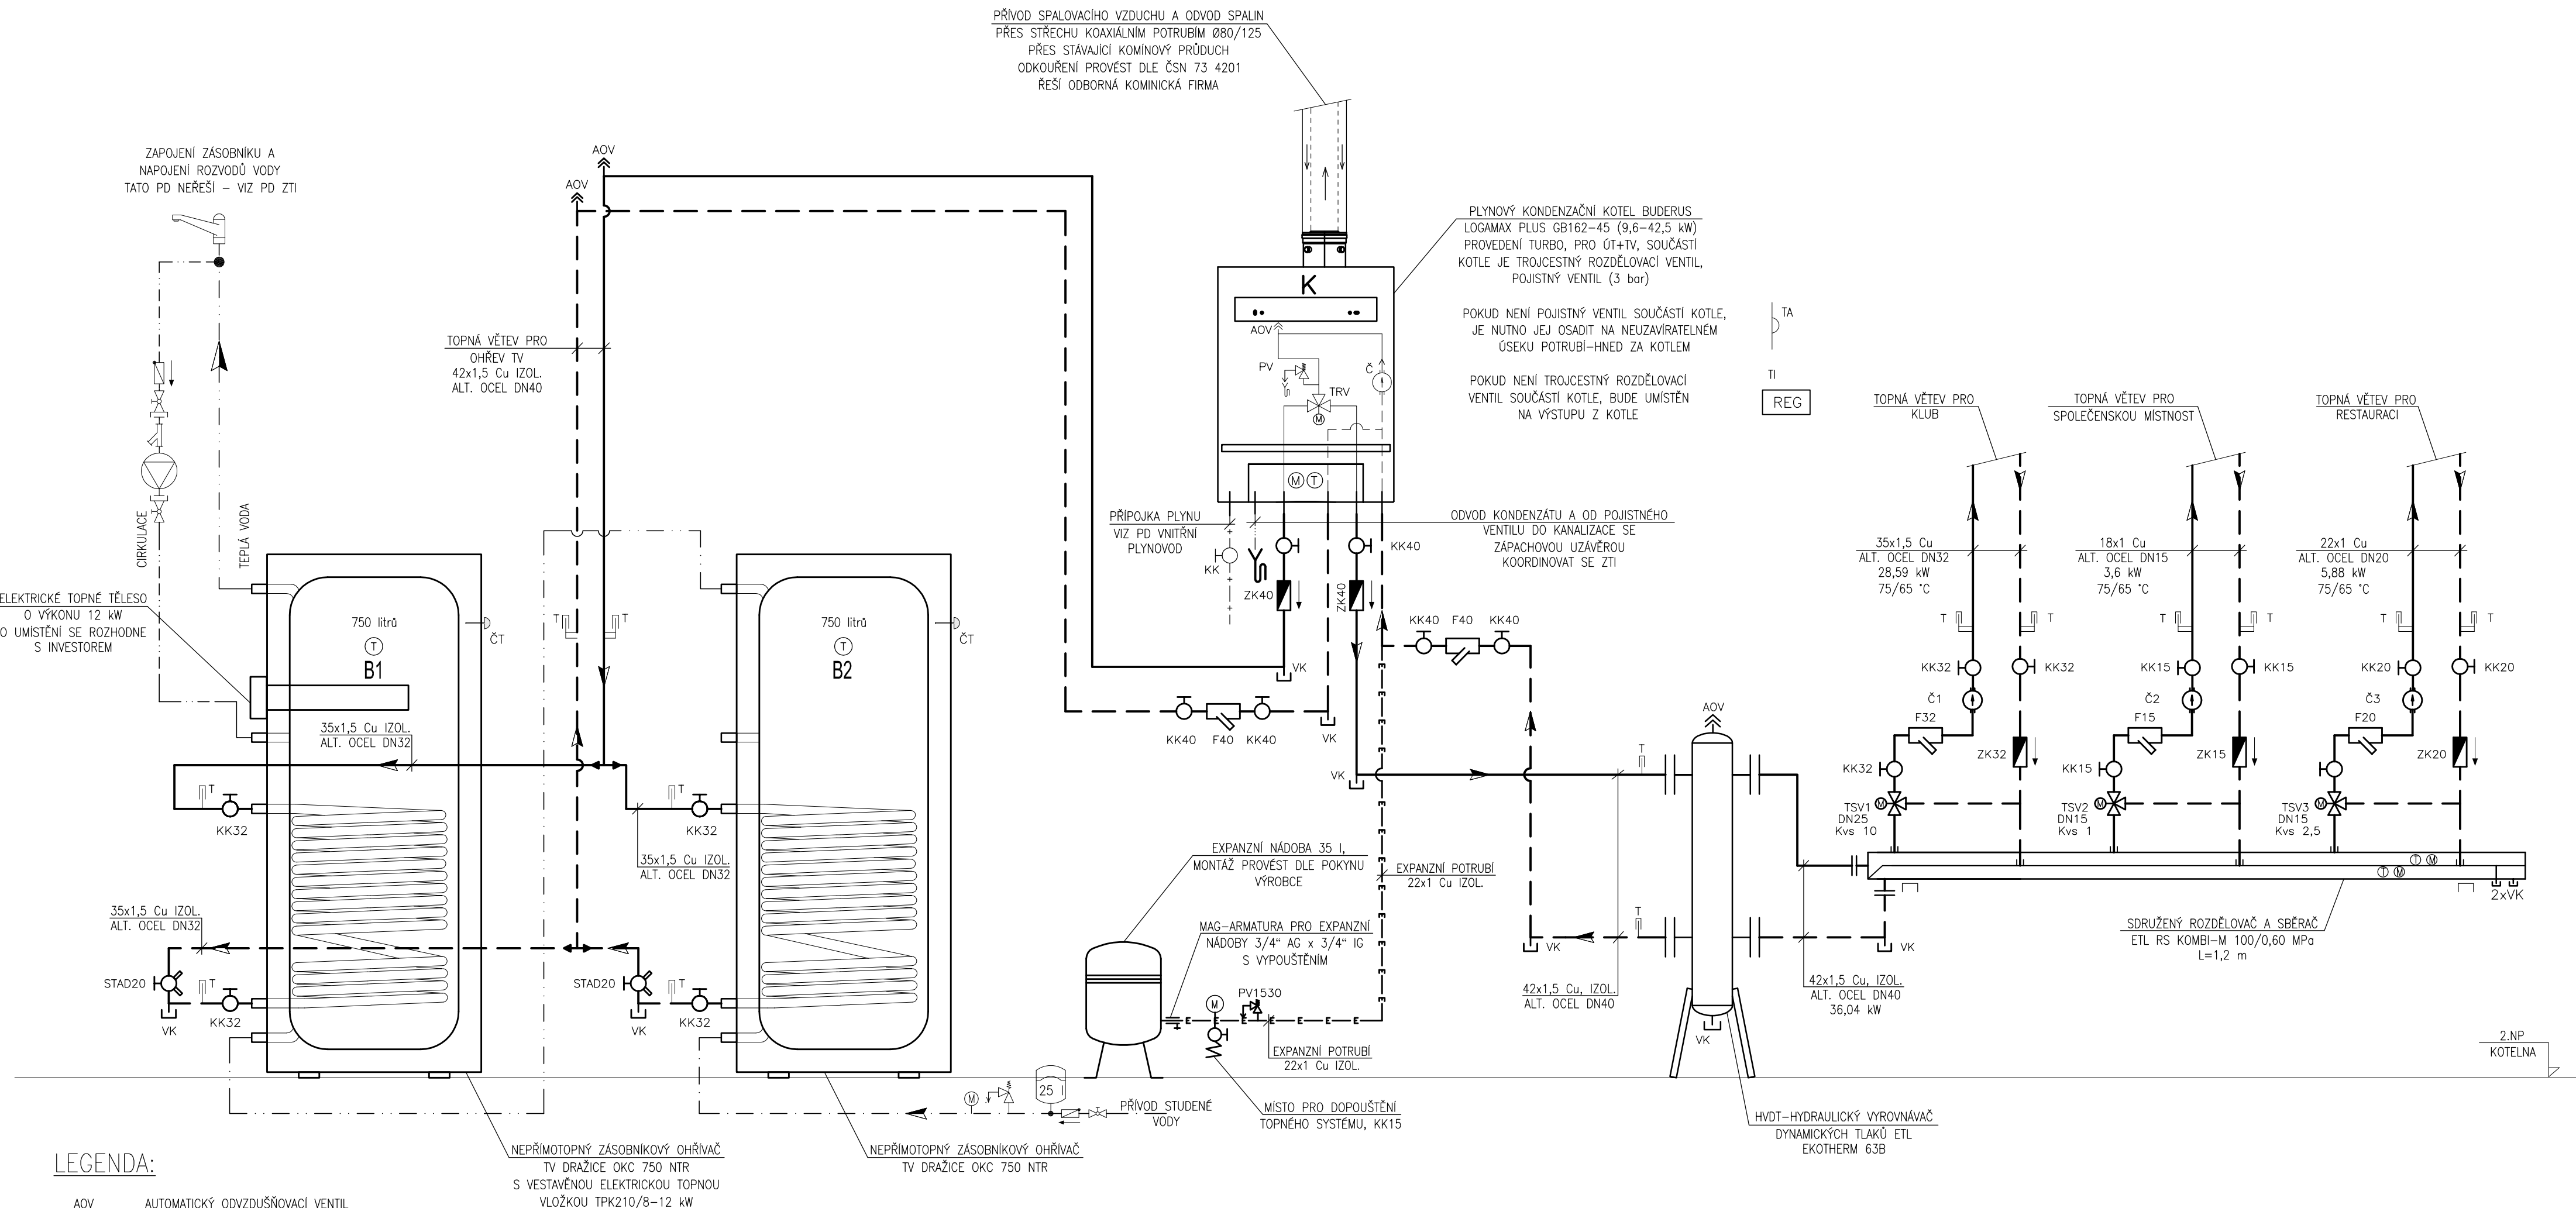 PŘÍVOD SPALOVACÍHO VZDUCHU A ODVOD SPALIN
PŘES STŘECHU KOAXIÁLNÍM POTRUBÍM Ø80/125
PŘES STÁVAJÍCÍ KOMÍNOVÝ PRŮDUCH
ODKOUŘENÍ PROVÉST DLE ČSN 73 4201
ŘEŠÍ ODBORNÁ KOMINICKÁ FIRMA
ZAPOJENÍ ZÁSOBNÍKU A
NAPOJENÍ ROZVODŮ VODY
TATO PD NEŘEŠÍ – VIZ PD ZTI
AOV
AOV
TOPNÁ VĚTEV PRO
OHŘEV TV
42x1,5 Cu IZOL.
ALT. OCEL DN40
PLYNOVÝ KONDENZAČNÍ KOTEL BUDERUS
LOGAMAX PLUS GB162–45 (9,6–42,5 kW)
PROVEDENÍ TURBO, PRO ÚT+TV, SOUČÁSTÍ
KOTLE JE TROJCESTNÝ ROZDĚLOVACÍ VENTIL,
POJISTNÝ VENTIL (3 bar)
POKUD NENÍ POJISTNÝ VENTIL SOUČÁSTÍ KOTLE,
JE NUTNO JEJ OSADIT NA NEUZAVÍRATELNÉM
ÚSEKU POTRUBÍ–HNED ZA KOTLEM
POKUD NENÍ TROJCESTNÝ ROZDĚLOVACÍ
VENTIL SOUČÁSTÍ KOTLE, BUDE UMÍSTĚN
NA VÝSTUPU Z KOTLE
TA
TI
REG
K
AOV
PV
Č
TRV
M
M T
TOPNÁ VĚTEV PRO
KLUB
TOPNÁ VĚTEV PRO
SPOLEČENSKOU MÍSTNOST
TOPNÁ VĚTEV PRO
RESTAURACI
CIRKULACE
TEPLÁ VODA
PŘÍPOJKA PLYNU
VIZ PD VNITŘNÍ
PLYNOVOD
KK
ODVOD KONDENZÁTU A OD POJISTNÉHO
VENTILU DO KANALIZACE SE
ZÁPACHOVOU UZÁVĚROU
KOORDINOVAT SE ZTI
KK40
ZK40
ZK40
35x1,5 Cu
ALT. OCEL DN32
28,59 kW
75/65 °C
18x1 Cu
ALT. OCEL DN15
3,6 kW
75/65 °C
22x1 Cu
ALT. OCEL DN20
5,88 kW
75/65 °C
ELEKTRICKÉ TOPNÉ TĚLESO
O VÝKONU 12 kW
O UMÍSTĚNÍ SE ROZHODNE
S INVESTOREM
750 litrů
T
B1
ČT
T
T
750 litrů
T
B2
ČT
KK40 F40 KK40
T T T T T T
VK
KK32 KK32 KK15 KK15 KK20 KK20
Č1 Č2 Č3
F32 F15 F20
35x1,5 Cu IZOL.
ALT. OCEL DN32
KK40 F40 KK40
VK
AOV
T
VK
ZK32 ZK15 ZK20
KK32 KK15
T
KK32
T
KK32
TSV1
DN25
Kvs 10
M
TSV2
DN15
Kvs 1
M
TSV3
DN15
Kvs 2,5
M
35x1,5 Cu IZOL.
ALT. OCEL DN32
EXPANZNÍ NÁDOBA 35 l,
MONTÁŽ PROVÉST DLE POKYNU
VÝROBCE
EXPANZNÍ POTRUBÍ
22x1 Cu IZOL.
T M
T M
2xVK
35x1,5 Cu IZOL.
ALT. OCEL DN32
MAG–ARMATURA PRO EXPANZNÍ
NÁDOBY 3/4“ AG x 3/4“ IG
S VYPOUŠTĚNÍM
T
VK
VK
SDRUŽENÝ ROZDĚLOVAČ A SBĚRAČ
ETL RS KOMBI–M 100/0,60 MPa
L=1,2 m
STAD20
T
KK32
VK
STAD20
T
KK32
VK
M
PV1530
42x1,5 Cu, IZOL.
ALT. OCEL DN40
42x1,5 Cu, IZOL.
ALT. OCEL DN40
36,04 kW
VK
EXPANZNÍ POTRUBÍ
22x1 Cu IZOL.
2.NP
KOTELNA
M
25 l
PŘÍVOD STUDENÉ
VODY
MÍSTO PRO DOPOUŠTĚNÍ
TOPNÉHO SYSTÉMU, KK15
HVDT–HYDRAULICKÝ VYROVNÁVAČ
DYNAMICKÝCH TLAKŮ ETL
EKOTHERM 63B
NEPŘÍMOTOPNÝ ZÁSOBNÍKOVÝ OHŘÍVAČ
TV DRAŽICE OKC 750 NTR
S VESTAVĚNOU ELEKTRICKOU TOPNOU
VLOŽKOU TPK210/8–12 kW
NEPŘÍMOTOPNÝ ZÁSOBNÍKOVÝ OHŘÍVAČ
TV DRAŽICE OKC 750 NTR
LEGENDA:
AOV AUTOMATICKÝ ODVZDUŠŇOVACÍ VENTIL